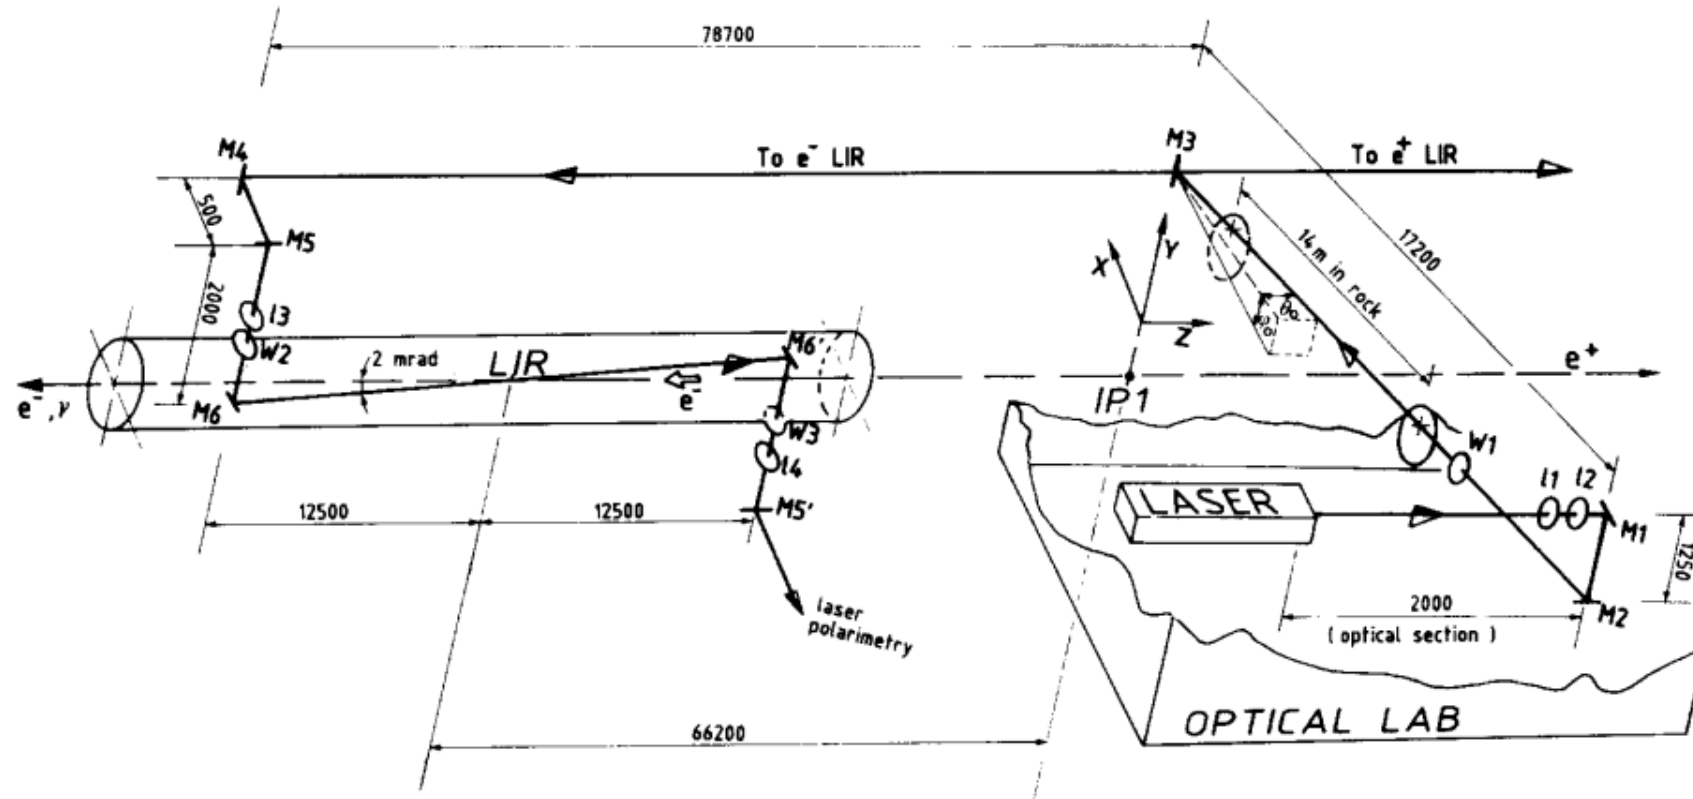 78700
M4
To e⁻ LIR
M3
To e⁺ LIR
500
M5
X
Y
Z
14m in rock
17200
2000
l3
W2
2 mrad
LIR
M6'
e⁻
e⁺
e⁻, γ
M6
IP1
W3
l4
W1
LASER
l1
l2
M1
12500
12500
M5'
1250
2000
M2
(optical section)
laser
polarimetry
66200
OPTICAL LAB